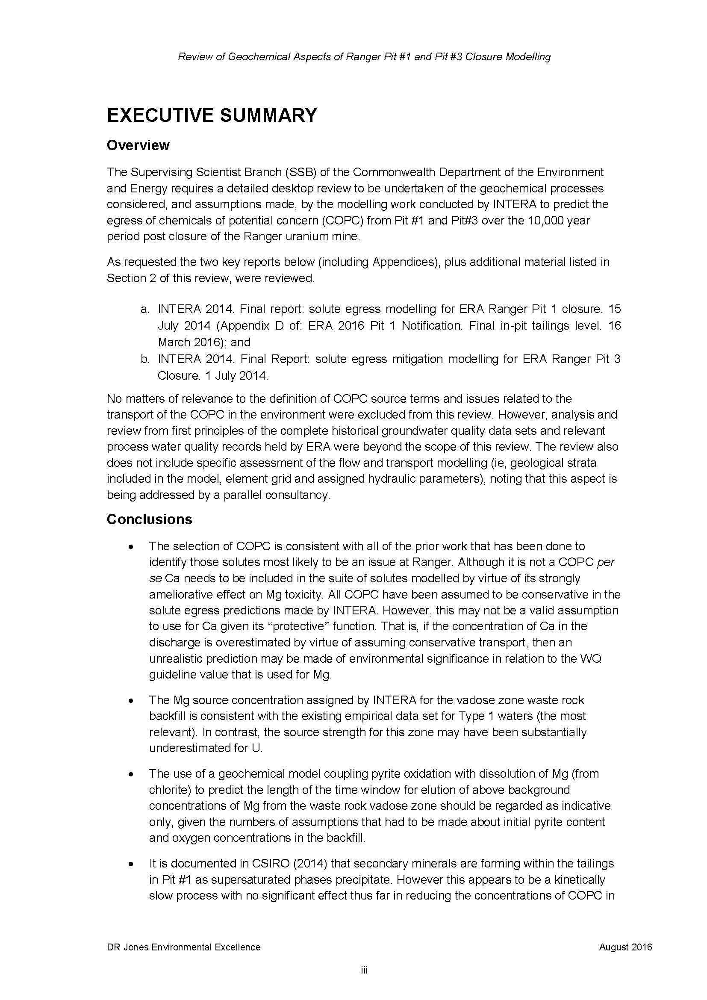 Review of Geochemical Aspects of Ranger Pit #1 and Pit #3 Closure Modelling
EXECUTIVE SUMMARY
Overview
The Supervising Scientist Branch (SSB) of the Commonwealth Department of the Environment
and Energy requires a detailed desktop review to be undertaken of the geochemical processes
considered, and assumptions made, by the modelling work conducted by INTERA to predict the
egress of chemicals of potential concern (COPC) from Pit #1 and Pit#3 over the 10,000 year
period post closure of the Ranger uranium mine.
As requested the two key reports below (including Appendices), plus additional material listed in
Section 2 of this review, were reviewed.
a. INTERA 2014. Final report: solute egress modelling for ERA Ranger Pit 1 closure. 15
July 2014 (Appendix D of: ERA 2016 Pit 1 Notification. Final in-pit tailings level. 16
March 2016); and
b. INTERA 2014. Final Report: solute egress mitigation modelling for ERA Ranger Pit 3
Closure. 1 July 2014.
No matters of relevance to the definition of COPC source terms and issues related to the
transport of the COPC in the environment were excluded from this review. However, analysis and
review from first principles of the complete historical groundwater quality data sets and relevant
process water quality records held by ERA were beyond the scope of this review. The review also
does not include specific assessment of the flow and transport modelling (ie, geological strata
included in the model, element grid and assigned hydraulic parameters), noting that this aspect is
being addressed by a parallel consultancy.
Conclusions
• The selection of COPC is consistent with all of the prior work that has been done to
identify those solutes most likely to be an issue at Ranger. Although it is not a COPC per
se Ca needs to be included in the suite of solutes modelled by virtue of its strongly
ameliorative effect on Mg toxicity. All COPC have been assumed to be conservative in the
solute egress predictions made by INTERA. However, this may not be a valid assumption
to use for Ca given its “protective” function. That is, if the concentration of Ca in the
discharge is overestimated by virtue of assuming conservative transport, then an
unrealistic prediction may be made of environmental significance in relation to the WQ
guideline value that is used for Mg.
• The Mg source concentration assigned by INTERA for the vadose zone waste rock
backfill is consistent with the existing empirical data set for Type 1 waters (the most
relevant). In contrast, the source strength for this zone may have been substantially
underestimated for U.
• The use of a geochemical model coupling pyrite oxidation with dissolution of Mg (from
chlorite) to predict the length of the time window for elution of above background
concentrations of Mg from the waste rock vadose zone should be regarded as indicative
only, given the numbers of assumptions that had to be made about initial pyrite content
and oxygen concentrations in the backfill.
• It is documented in CSIRO (2014) that secondary minerals are forming within the tailings
in Pit #1 as supersaturated phases precipitate. However this appears to be a kinetically
slow process with no significant effect thus far in reducing the concentrations of COPC in
DR Jones Environmental Excellence August 2016
iii